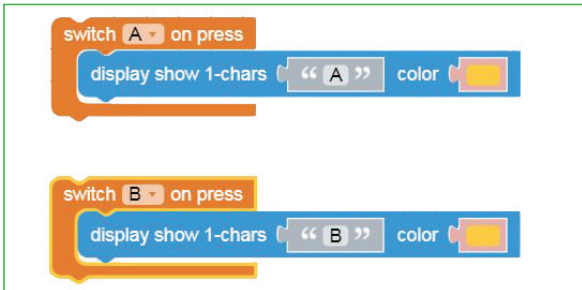 switch A on press
display show 1-chars “ A ” color
switch B on press
display show 1-chars “ B ” color